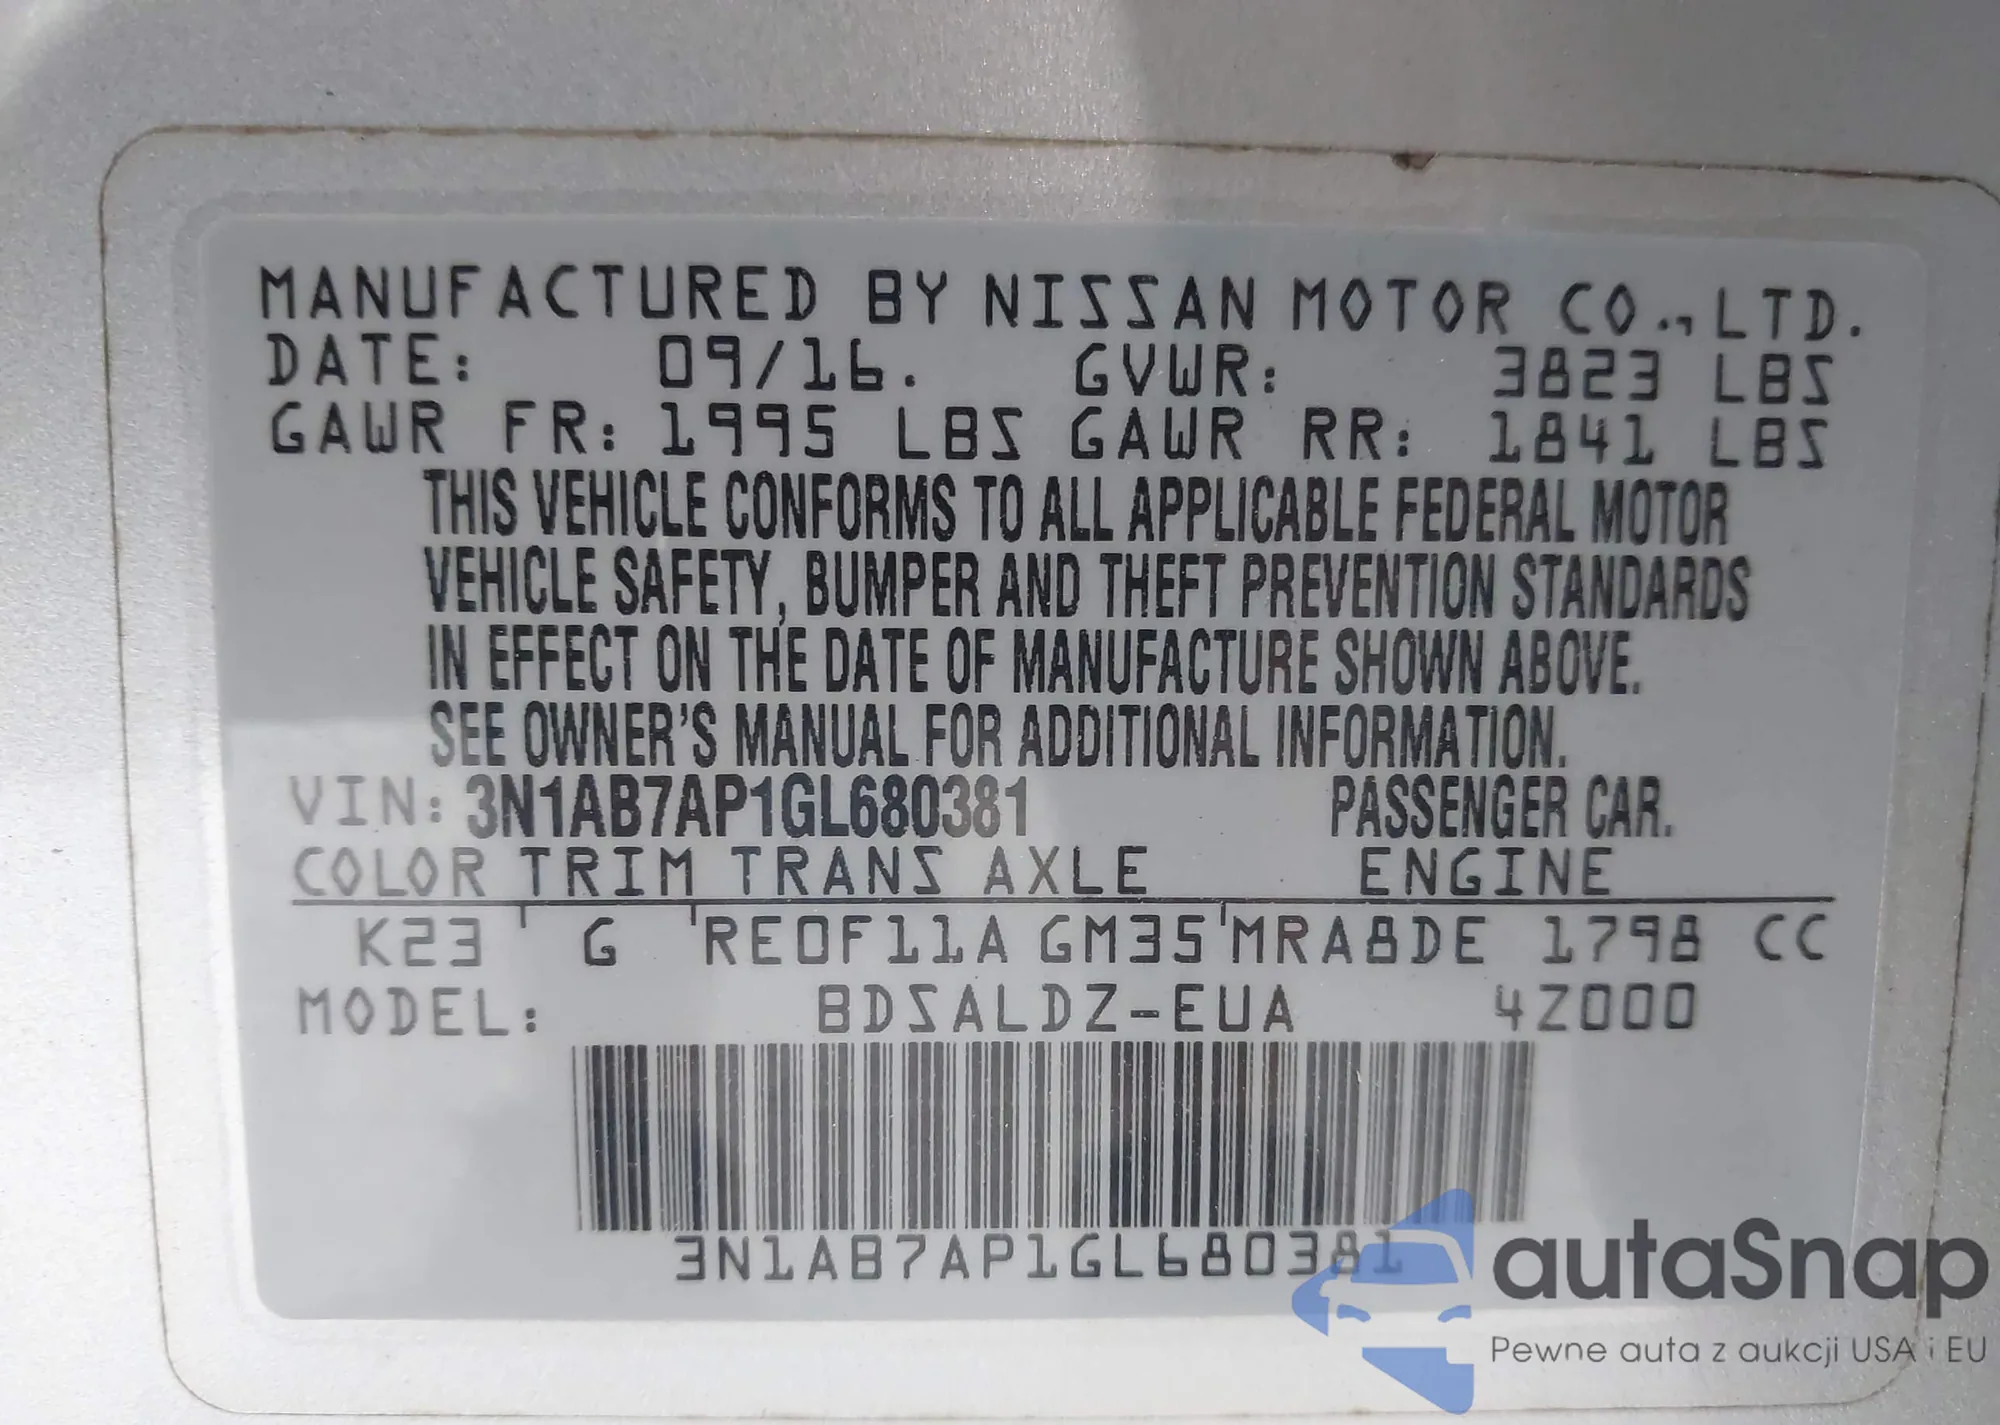 MANUFACTURED BY NISSAN MOTOR CO.,LTD.
DATE: 09/16. GVWR: 3823 LBS
GAWR FR: 1995 LBS GAWR RR: 1841 LBS
THIS VEHICLE CONFORMS TO ALL APPLICABLE FEDERAL MOTOR
VEHICLE SAFETY, BUMPER AND THEFT PREVENTION STANDARDS
IN EFFECT ON THE DATE OF MANUFACTURE SHOWN ABOVE.
SEE OWNER'S MANUAL FOR ADDITIONAL INFORMATION.
VIN: 3N1AB7AP1GL680381 PASSENGER CAR.
COLOR TRIM TRANS AXLE ENGINE
K23 G RE0F11A GM35 MRA8DE 1798 CC
MODEL: BDSALDZ-EUA 4Z000
3N1AB7AP1GL680381
autaSnap
Pewne auta z aukcji USA i EU